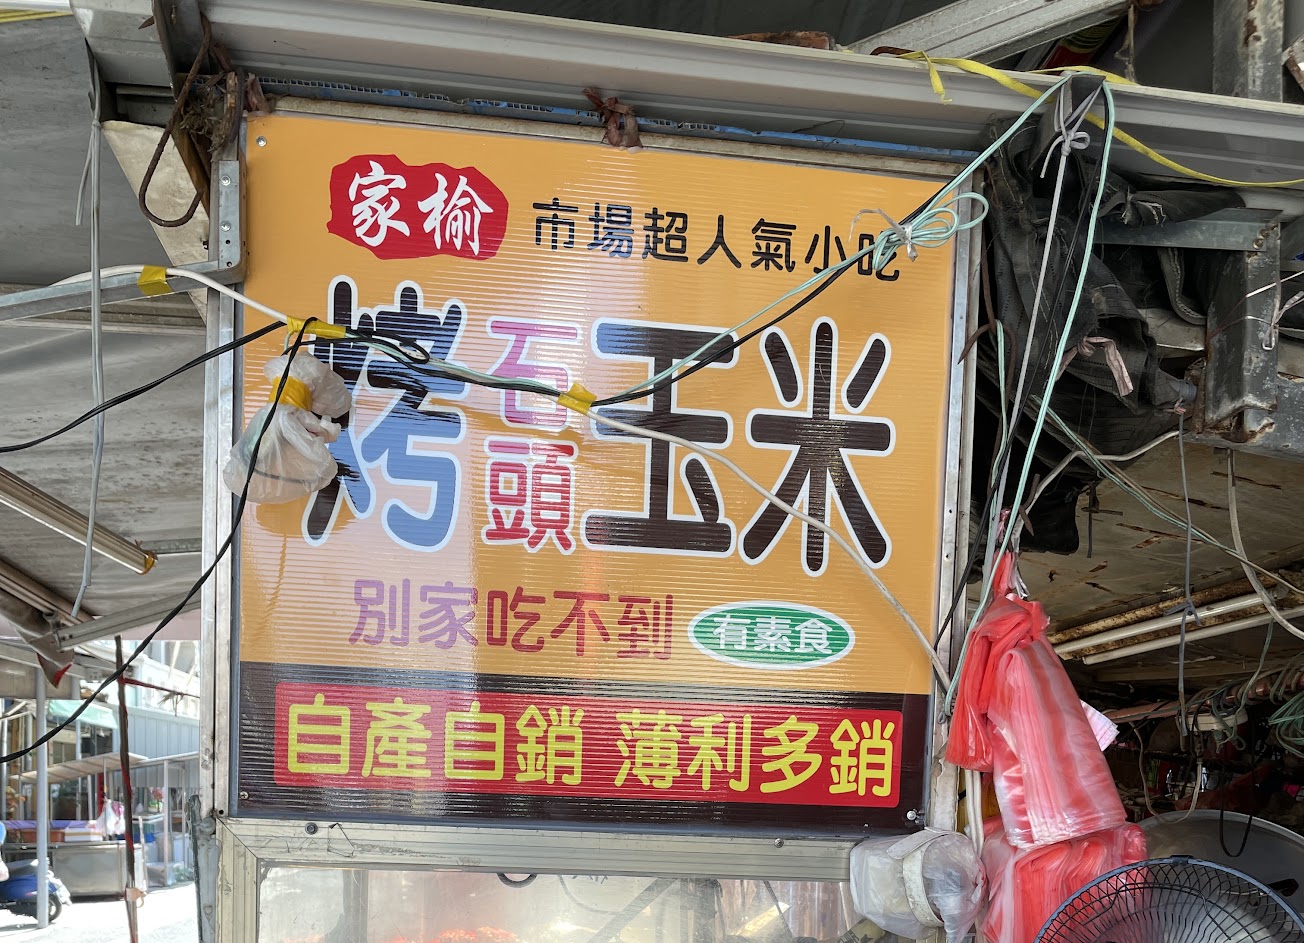 家榆 市場超人氣小吃
烤石頭玉米
別家吃不到 有素食
自產自銷 薄利多銷